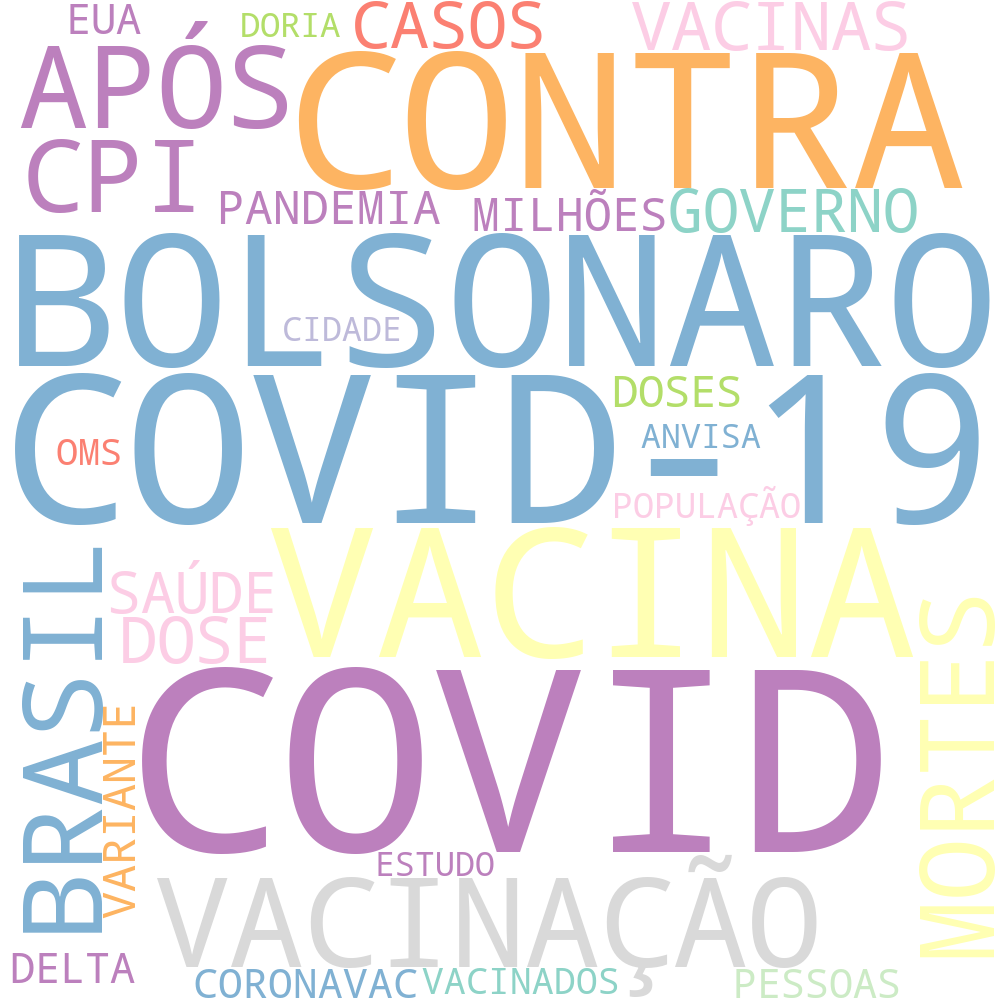 EUA
DORIA
CASOS
VACINAS
APÓS
CONTRA
CPI
PANDEMIA
MILHÕES
GOVERNO
BOLSONARO
CIDADE
COVID-19
DOSES
ANVISA
OMS
POPULAÇÃO
VACINA
SAÚDE
DOSE
BRASIL
VARIANTE
COVID
MORTES
ESTUDO
VACINAÇÃO
DELTA
CORONAVAC
VACINADOS
PESSOAS